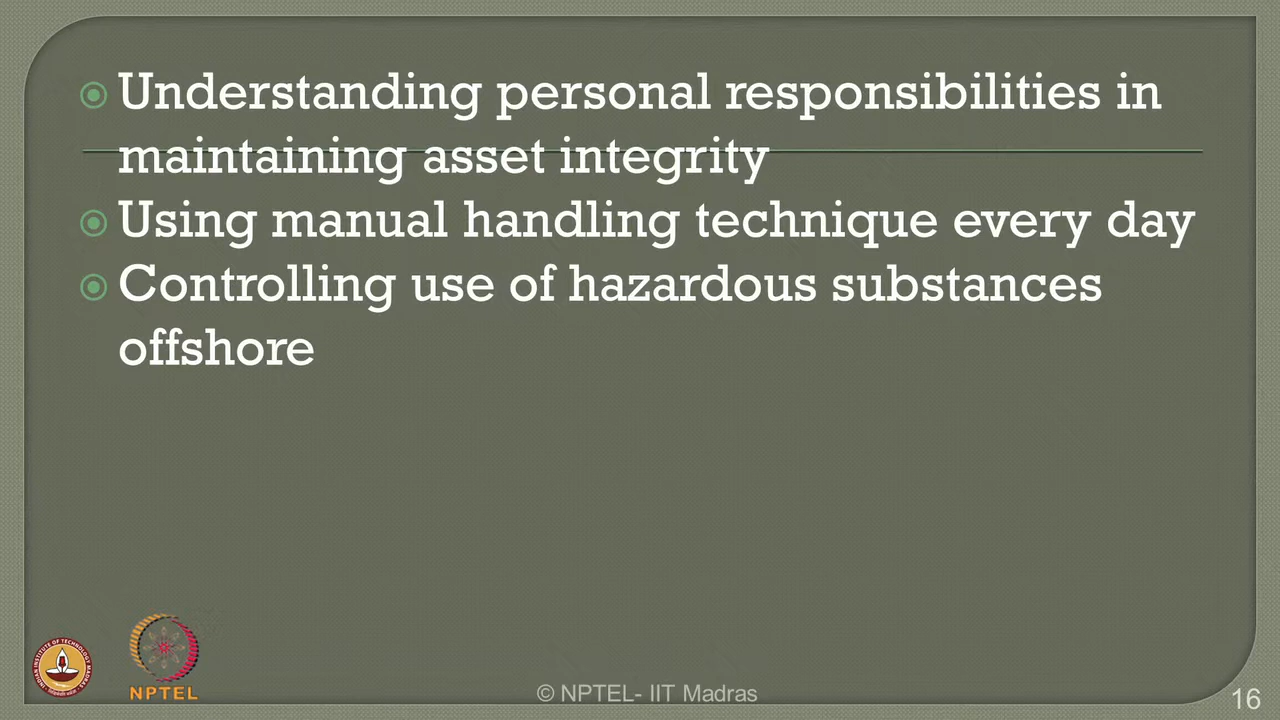 Understanding personal responsibilities in
maintaining asset integrity
Using manual handling technique every day
Controlling use of hazardous substances
offshore
NPTEL
© NPTEL- IIT Madras
16